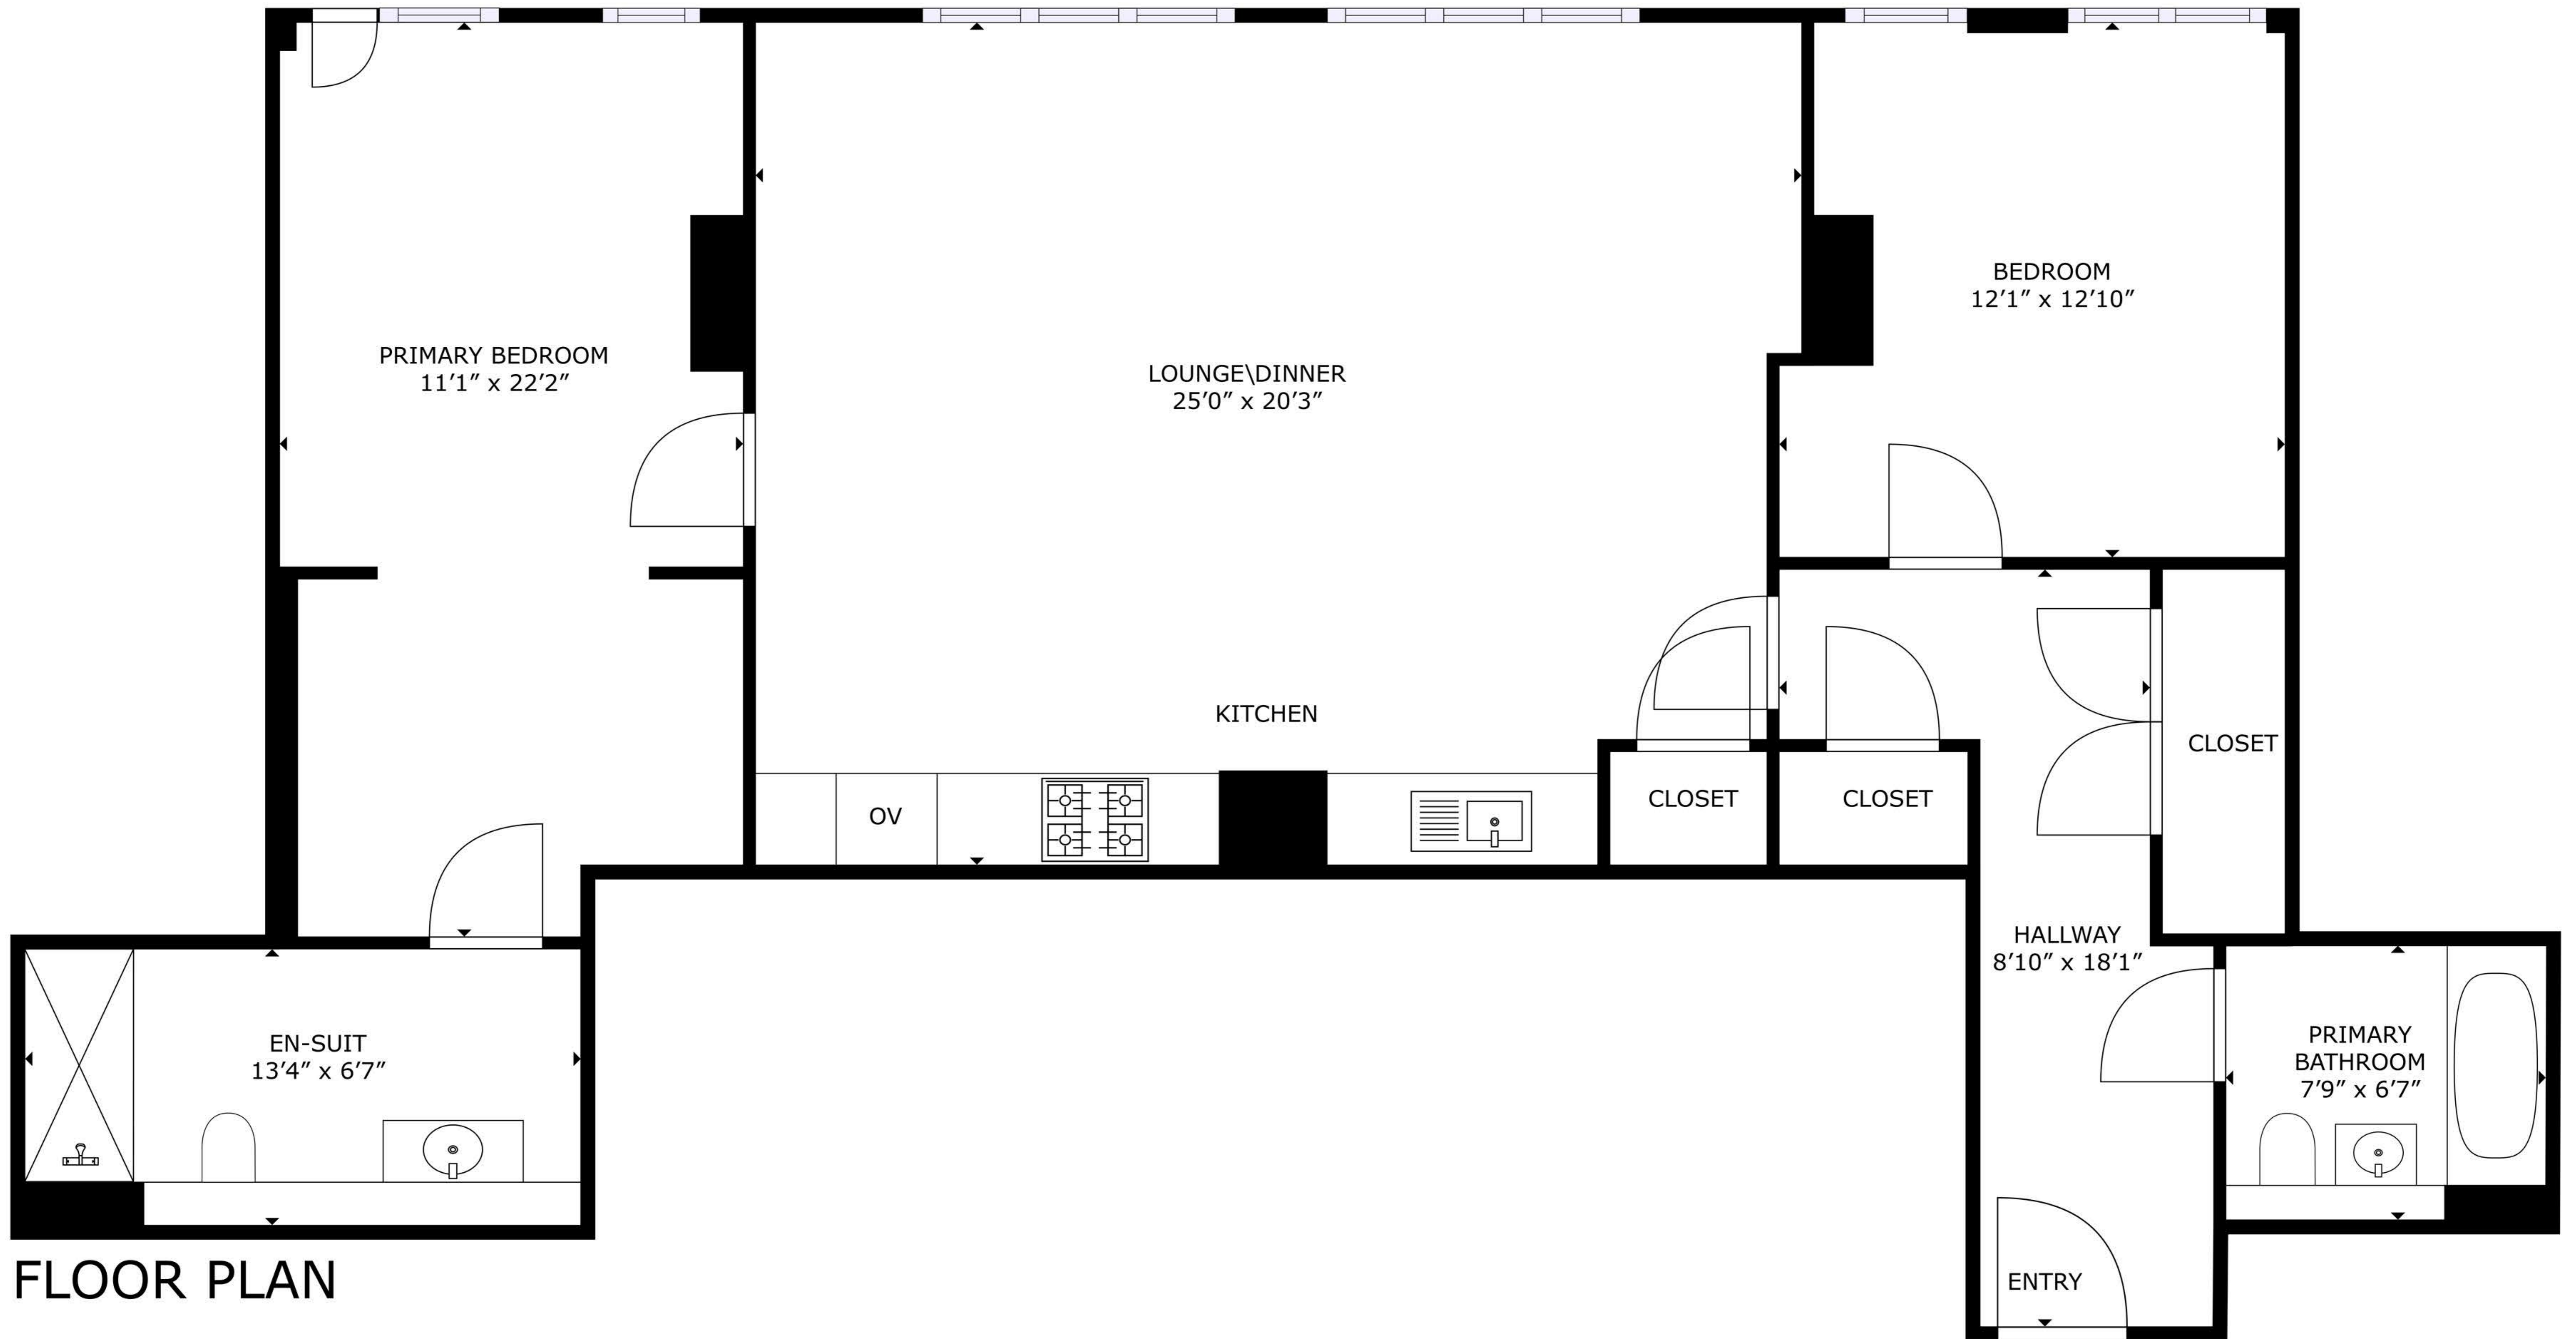 PRIMARY BEDROOM
11′1″ x 22′2″
LOUNGE\DINNER
25′0″ x 20′3″
BEDROOM
12′1″ x 12′10″
KITCHEN
OV
CLOSET
CLOSET
CLOSET
HALLWAY
8′10″ x 18′1″
EN-SUIT
13′4″ x 6′7″
PRIMARY
BATHROOM
7′9″ x 6′7″
ENTRY
FLOOR PLAN